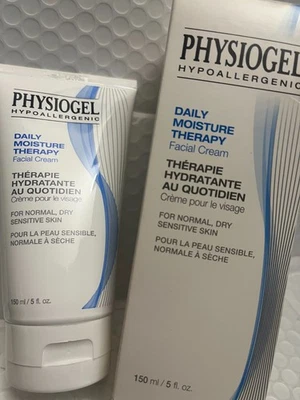 PHYSIOGEL
HYPOALLERGENIC
DAILY
MOISTURE
THERAPY
Facial Cream
THÉRAPIE
HYDRATANTE
AU QUOTIDIEN
Crème pour le visage
FOR NORMAL, DRY
SENSITIVE SKIN
POUR LA PEAU SENSIBLE,
NORMALE À SÈCHE
150 ml / 5 fl. oz.
PHYSIOGEL
HYPOALLERGENIC
DAILY
MOISTURE
THERAPY
Facial Cream
THÉRAPIE
HYDRATANTE
AU QUOTIDIEN
Crème pour le visage
FOR NORMAL, DRY
SENSITIVE SKIN
POUR LA PEAU SENSIBLE,
NORMALE À SÈCHE
150 ml / 5 fl. oz.